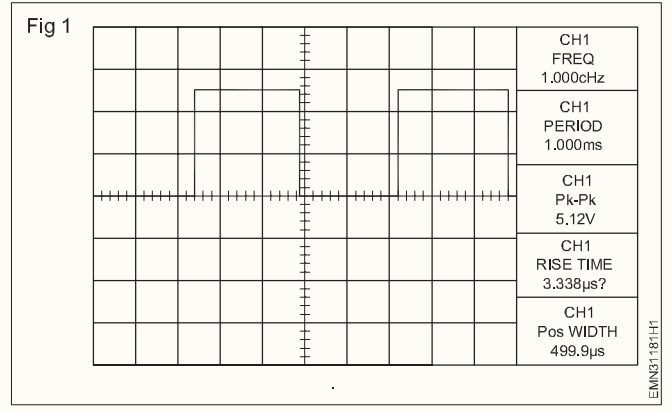 Fig 1
CH1
FREQ
1.000cHz
CH1
PERIOD
1.000ms
CH1
Pk-Pk
5.12V
CH1
RISE TIME
3.338µs?
CH1
Pos WIDTH
499.9µs
EMN31181H1